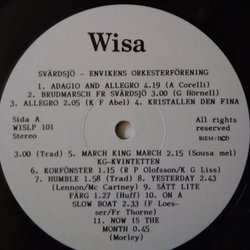 Wisa
SVÄRDSJÖ - ENVIKENS ORKESTERFÖRENING
1. ADAGIO AND ALLEGRO 4.19 (A Corelli)
2. BRUDMARSCH FR SVÄRDSJÖ 3.00 (G Hörnell)
3. ALLEGRO 2.05 (K F Abel) 4. KRISTALLEN DEN FINA
Sida A
WISLP 101
Stereo
All rights
reserved
BIEM/ncb
3.00 (Trad) 5. MARCH KING MARCH 2.15 (Sousa mel)
KG-KVINTETTEN
6. KORFÖNSTER 1.15 (R P Olofsson/K G Liss)
7. HUMBLE 1.58 (Trad) 8. YESTERDAY 2.43
(Lennon/Mc Cartney) 9. SÄTT LITE
FÄRG 1.27 (Huff) 10. ON A
SLOW BOAT 2.33 (F Loes-
ser/Fr Thorne)
11. NOW IS THE
MONTH 0.45
(Morley)